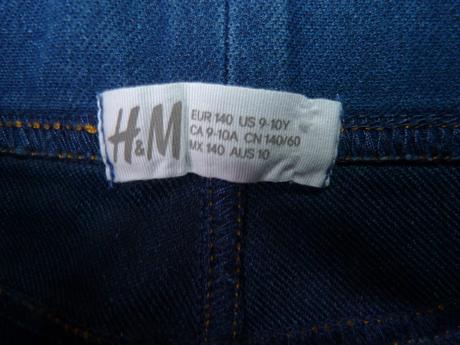 H&M
EUR 140 US 9-10Y
CA 9-10A CN 140/60
MX 140 AUS 10